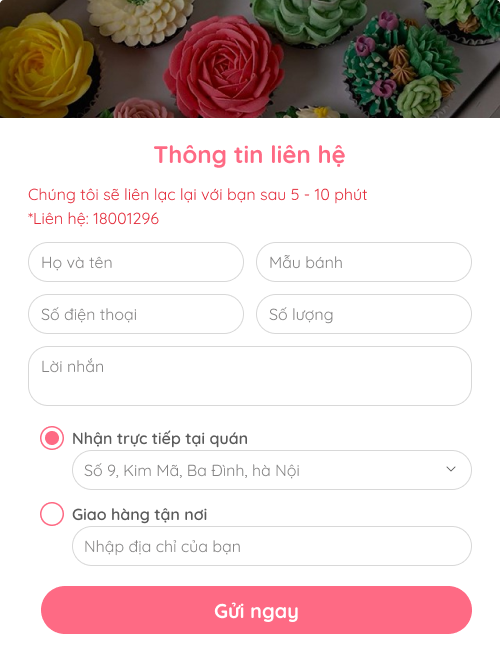 Thông tin liên hệ
Chúng tôi sẽ liên lạc lại với bạn sau 5 - 10 phút
*Liên hệ: 18001296
Họ và tên
Mẫu bánh
Số điện thoại
Số lượng
Lời nhắn
Nhận trực tiếp tại quán
Số 9, Kim Mã, Ba Đình, hà Nội
Giao hàng tận nơi
Nhập địa chỉ của bạn
Gửi ngay